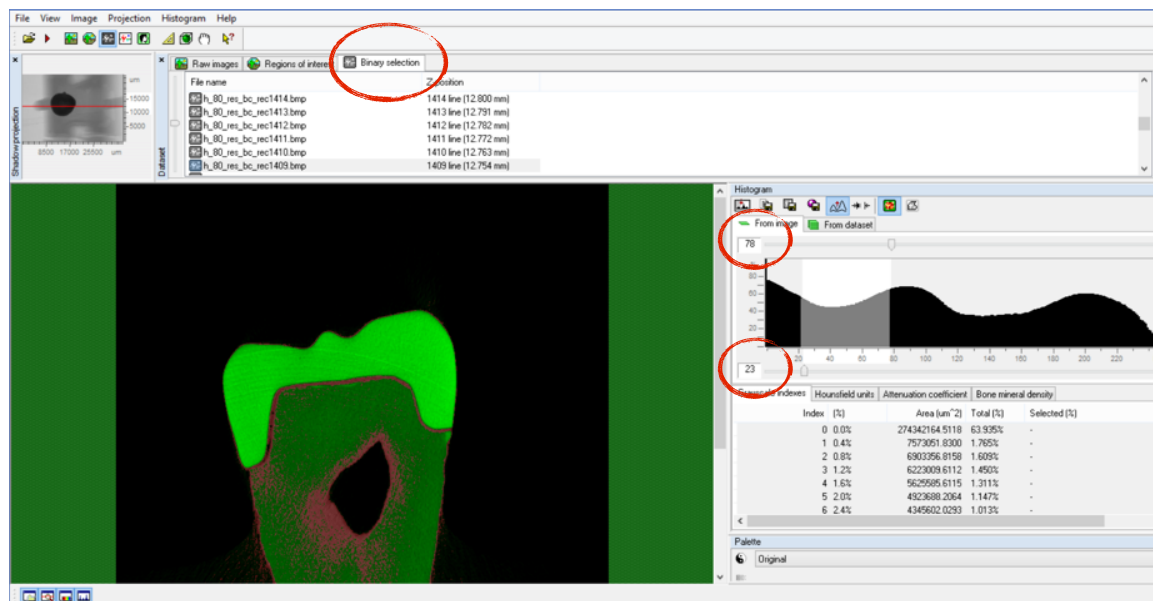 File View Image Projection Histogram Help
Raw images Regions of interest Binary selection
File name Z position
h_80_res_bc_rec1414.bmp 1414 line (12.800 mm)
h_80_res_bc_rec1413.bmp 1413 line (12.791 mm)
h_80_res_bc_rec1412.bmp 1412 line (12.782 mm)
h_80_res_bc_rec1411.bmp 1411 line (12.772 mm)
h_80_res_bc_rec1410.bmp 1410 line (12.763 mm)
h_80_res_bc_rec1409.bmp 1409 line (12.754 mm)
Shadow projection
um
15000
10000
5000
8500 17000 25500 um
Dataset
Histogram
From image From dataset
78
80
60
40
20
20 40 60 80 100 120 140 160 180 200 220
23
Grayscale indexes Hounsfield units Attenuation coefficient Bone mineral density
Index (%) Area (um^2) Total (%) Selected (%)
0 0.0% 274342164.5118 63.935% -
1 0.4% 7573051.8300 1.765% -
2 0.8% 6903356.8158 1.609% -
3 1.2% 6223009.6112 1.450% -
4 1.6% 5625585.6115 1.311% -
5 2.0% 4923688.2064 1.147% -
6 2.4% 4345602.0293 1.013% -
Palette
Original